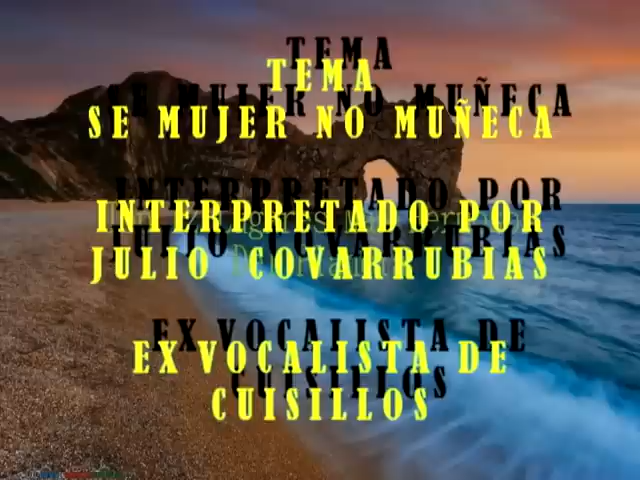 TEMA
SE MUJER NO MUÑECA
INTERPRETADO POR
JULIO COVARRUBIAS
EX VOCALISTA DE
CUISILLOS